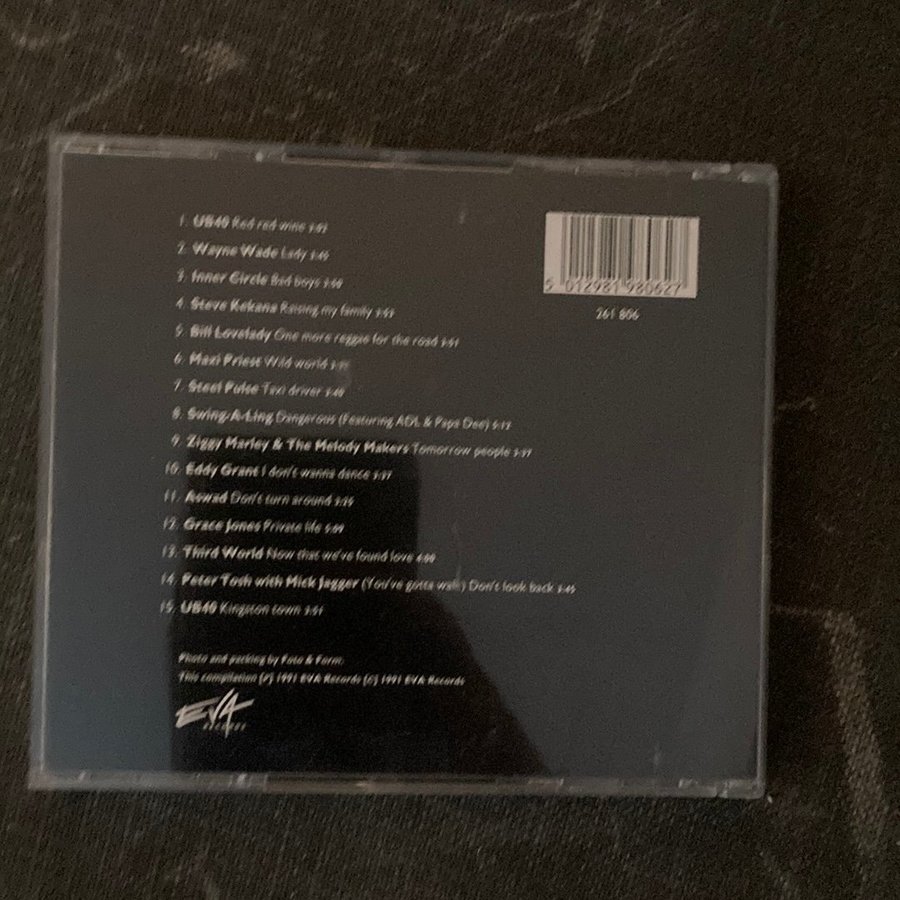 1. UB40 Red red wine
2. Wayne Wade Lady
3. Inner Circle Bad boys
4. Steve Kekana Raising my family
5. Bill Lovelady One more reggae for the road
6. Maxi Priest Wild world
7. Steel Pulse Taxi driver
8. Swing-A-Ling Dangerous (Featuring ADL & Papa Dee)
9. Ziggy Marley & The Melody Makers Tomorrow people
10. Eddy Grant I don't wanna dance
11. Aswad Don't turn around
12. Grace Jones Private life
13. Third World Now that we've found love
14. Peter Tosh with Mick Jagger (You've gotta walk) Don't look back
15. UB40 Kingston town
5 012981 980627
261 806
Photo and packing by Foto & Form.
This compilation (P) 1991 EVA Records (C) 1991 EVA Records
EVA
RECORDS